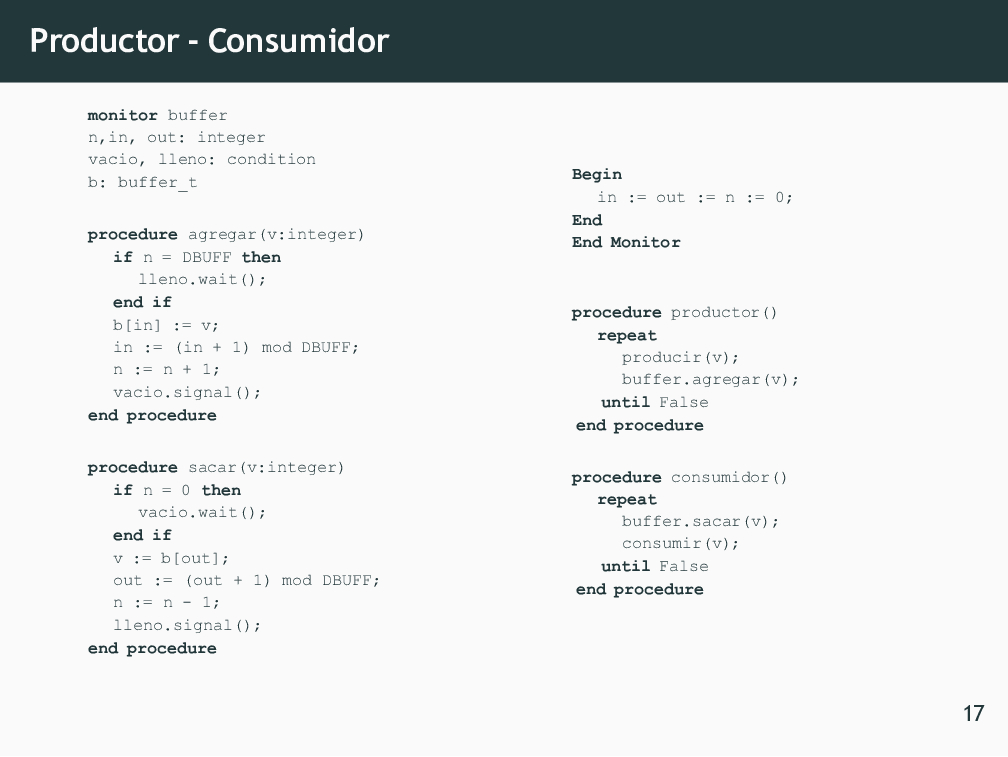 Productor - Consumidor
monitor buffer
n,in, out: integer
vacio, lleno: condition
b: buffer_t
procedure agregar(v:integer)
if n = DBUFF then
lleno.wait();
end if
b[in] := v;
in := (in + 1) mod DBUFF;
n := n + 1;
vacio.signal();
end procedure
procedure sacar(v:integer)
if n = 0 then
vacio.wait();
end if
v := b[out];
out := (out + 1) mod DBUFF;
n := n - 1;
lleno.signal();
end procedure
Begin
in := out := n := 0;
End
End Monitor
procedure productor()
repeat
producir(v);
buffer.agregar(v);
until False
end procedure
procedure consumidor()
repeat
buffer.sacar(v);
consumir(v);
until False
end procedure
17